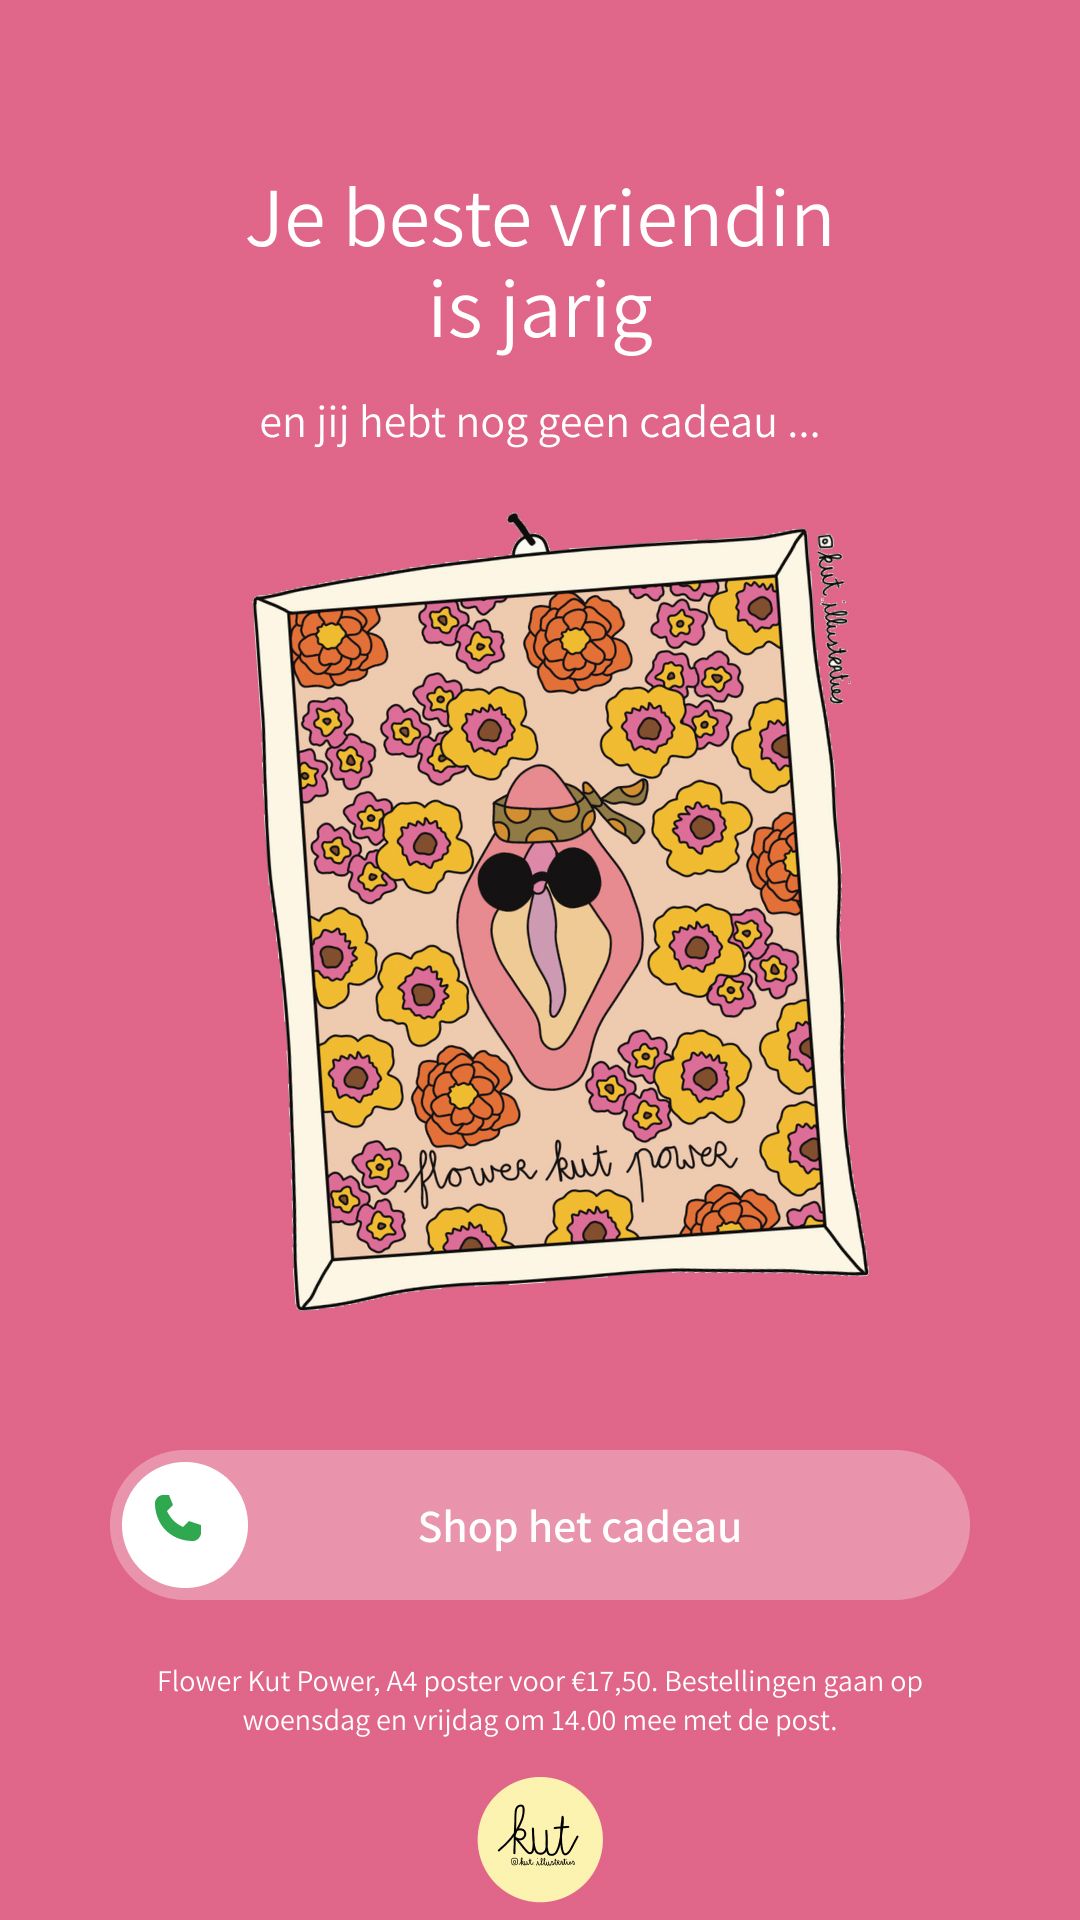 Je beste vriendin
is jarig
en jij hebt nog geen cadeau ...
kut_illustraties
flower kut power
Shop het cadeau
Flower Kut Power, A4 poster voor €17,50. Bestellingen gaan op
woensdag en vrijdag om 14.00 mee met de post.
kut
@kut_illustraties